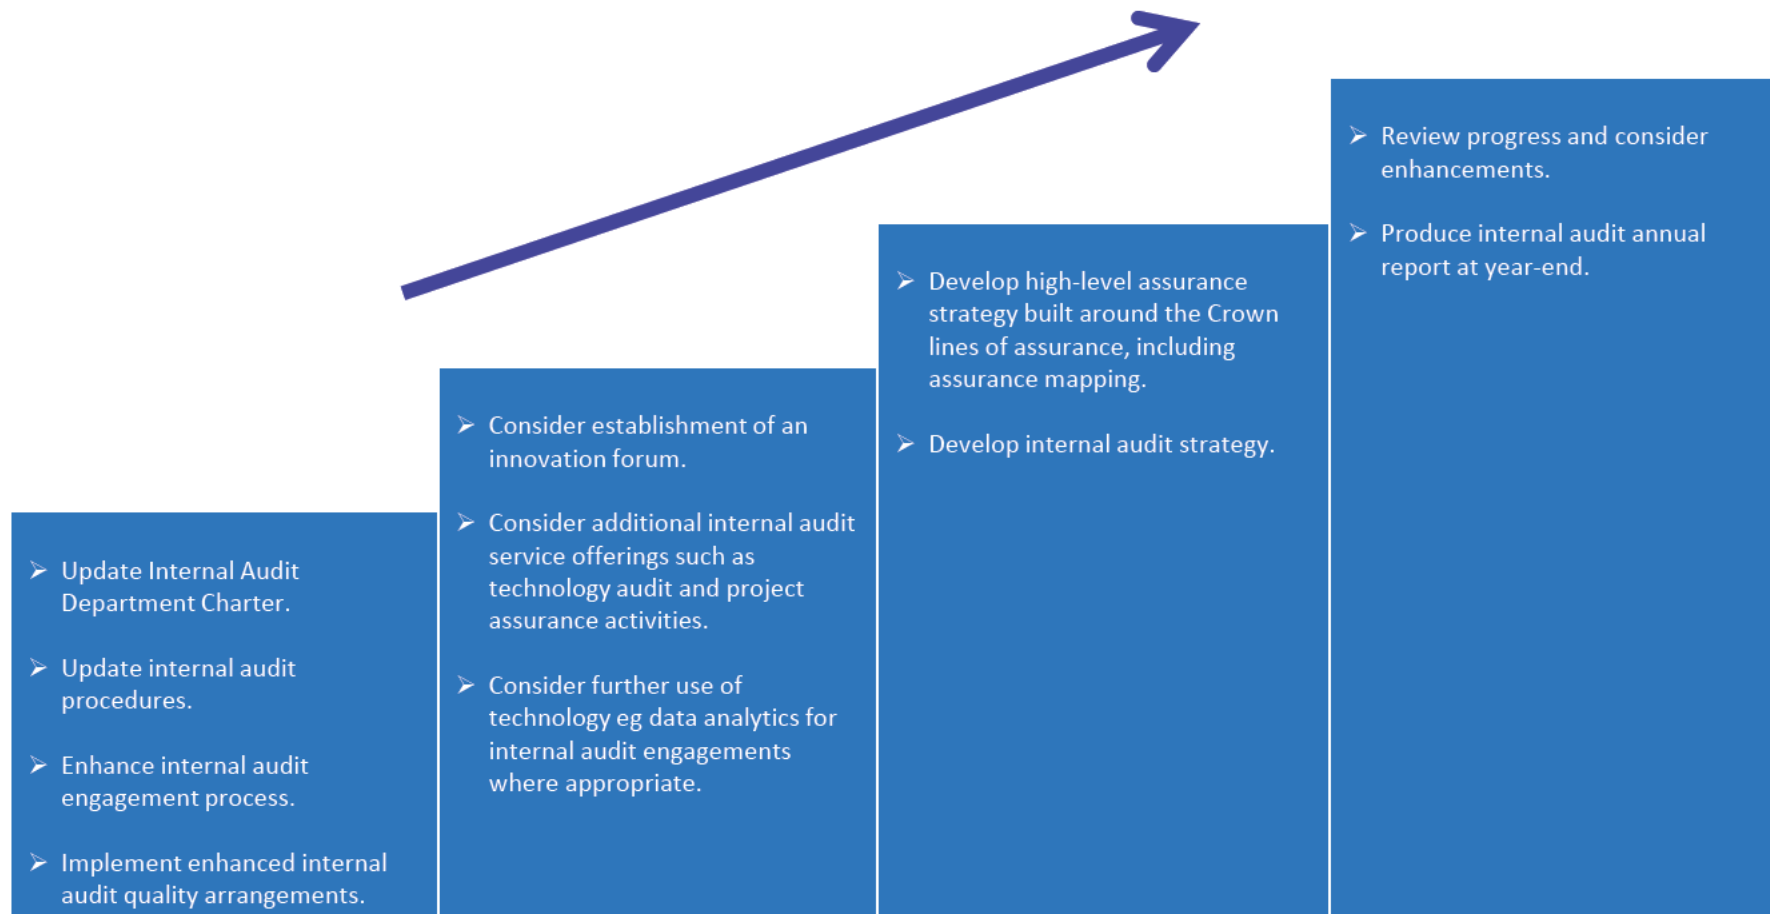 ➢ Update Internal Audit
Department Charter.
➢ Update internal audit
procedures.
➢ Enhance internal audit
engagement process.
➢ Implement enhanced internal
audit quality arrangements.
➢ Consider establishment of an
innovation forum.
➢ Consider additional internal audit
service offerings such as
technology audit and project
assurance activities.
➢ Consider further use of
technology eg data analytics for
internal audit engagements
where appropriate.
➢ Develop high-level assurance
strategy built around the Crown
lines of assurance, including
assurance mapping.
➢ Develop internal audit strategy.
➢ Review progress and consider
enhancements.
➢ Produce internal audit annual
report at year-end.